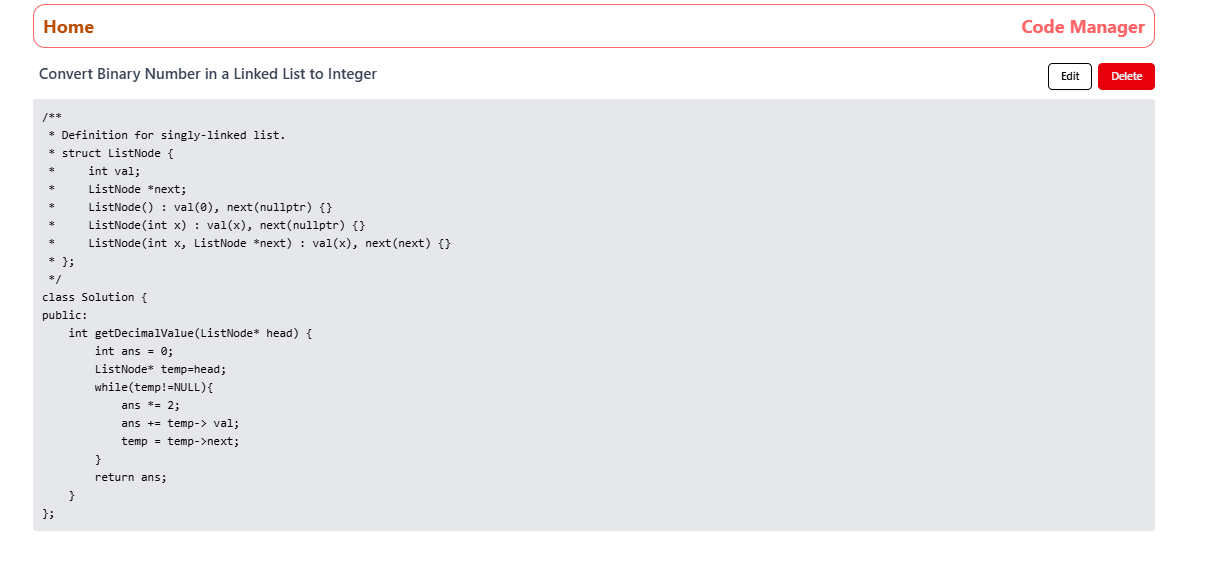 Home
Code Manager
Convert Binary Number in a Linked List to Integer
Edit
Delete
/**
 * Definition for singly-linked list.
 * struct ListNode {
 *     int val;
 *     ListNode *next;
 *     ListNode() : val(0), next(nullptr) {}
 *     ListNode(int x) : val(x), next(nullptr) {}
 *     ListNode(int x, ListNode *next) : val(x), next(next) {}
 * };
 */
class Solution {
public:
    int getDecimalValue(ListNode* head) {
        int ans = 0;
        ListNode* temp=head;
        while(temp!=NULL){
            ans *= 2;
            ans += temp-> val;
            temp = temp->next;
        }
        return ans;
    }
};